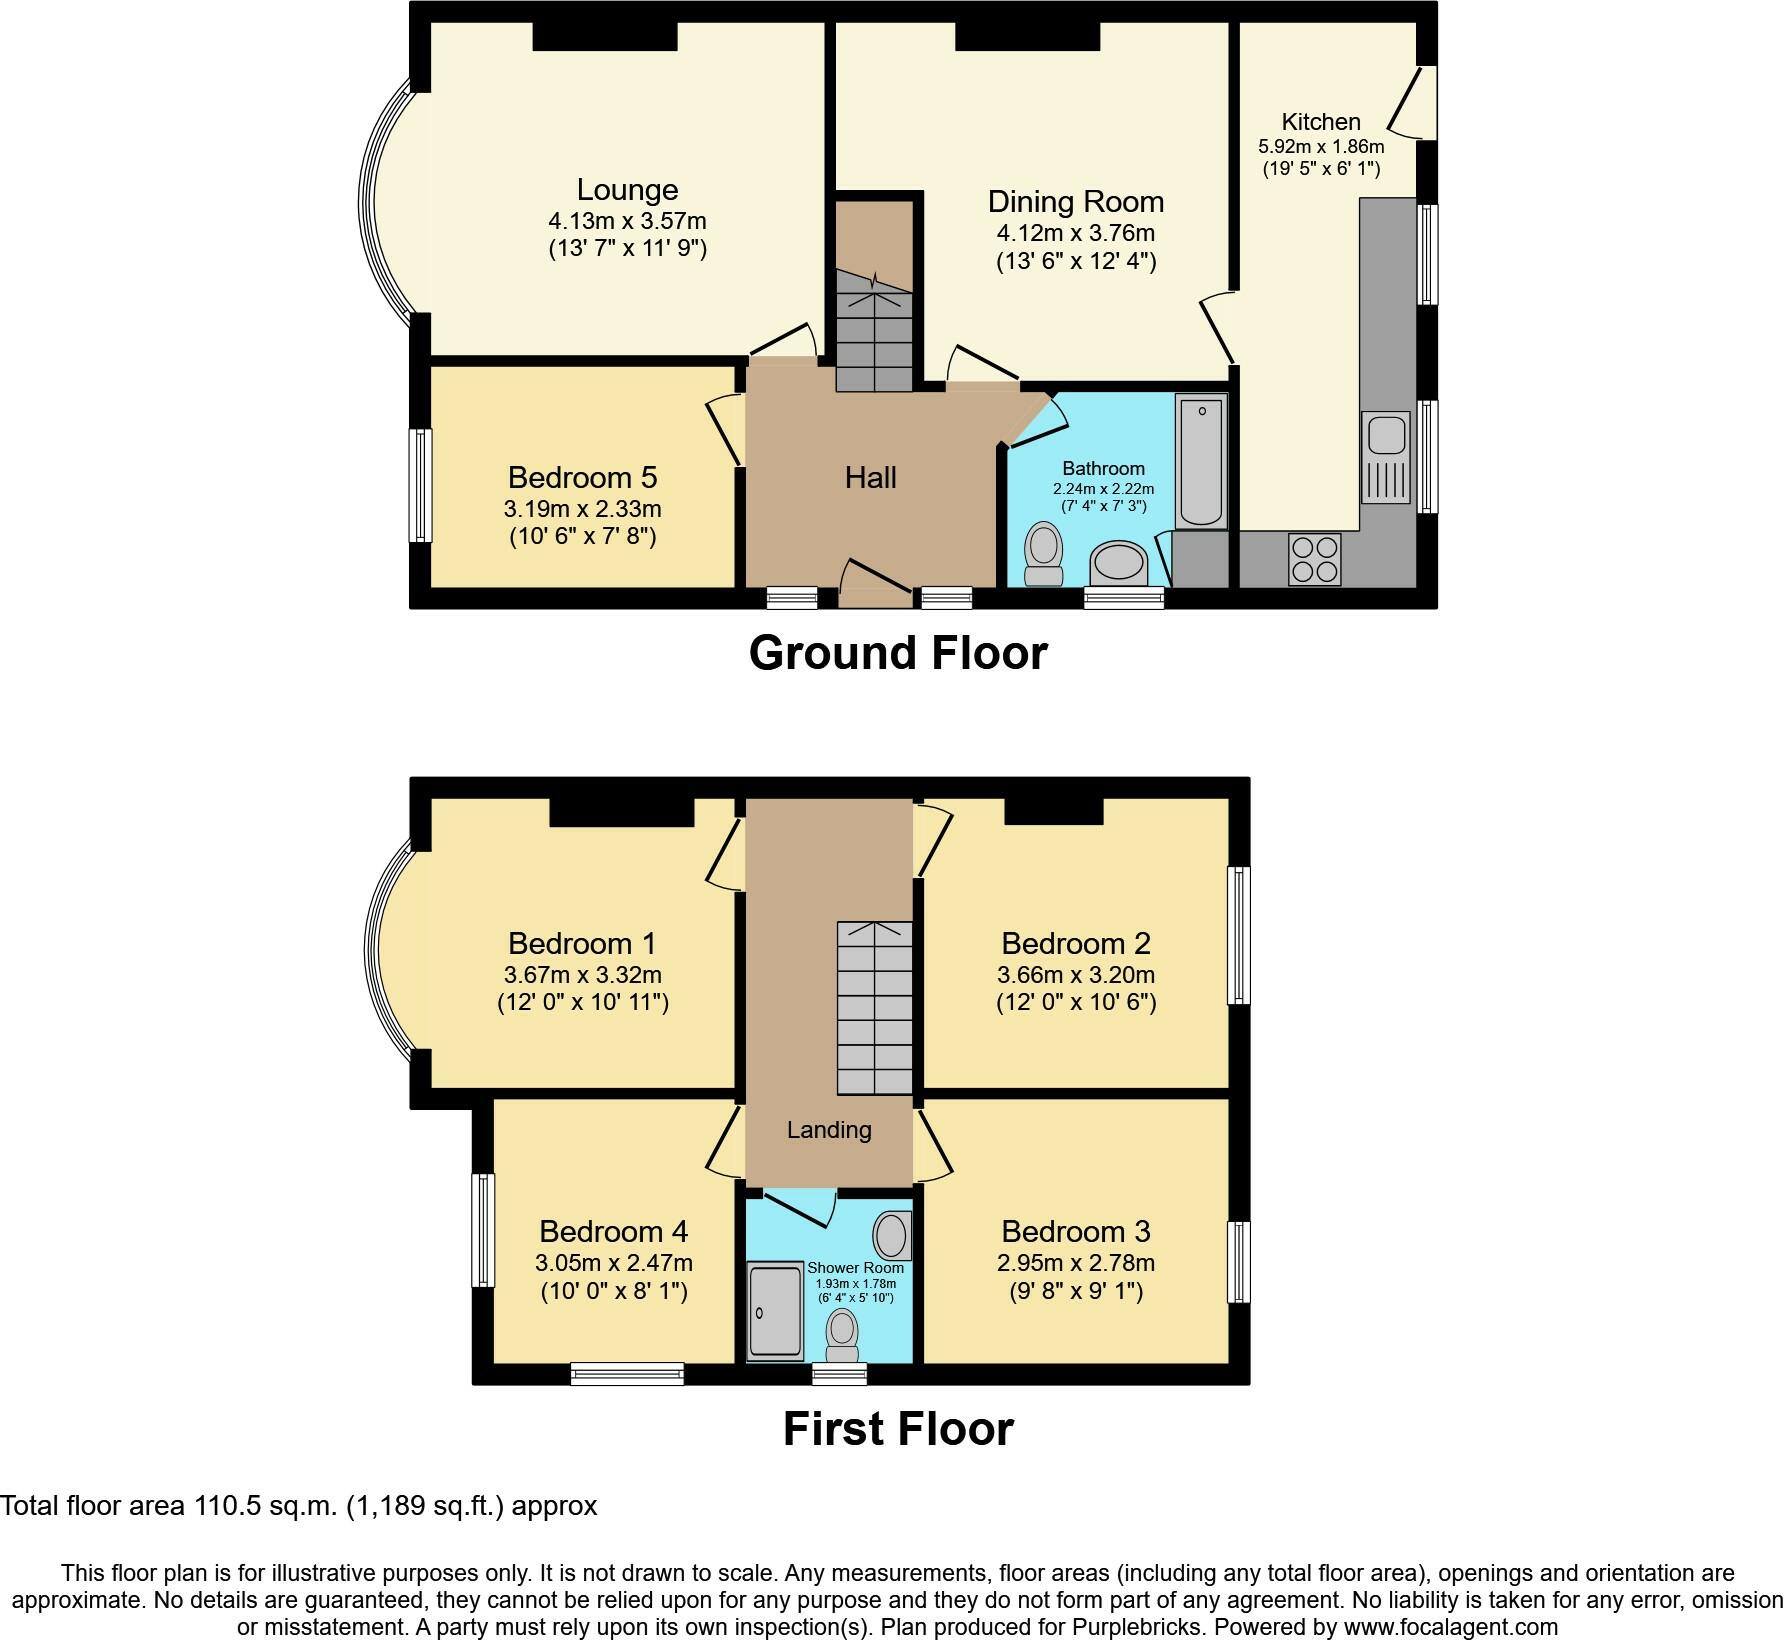 Kitchen
5.92m x 1.86m
(19' 5" x 6' 1")
Lounge
4.13m x 3.57m
(13' 7" x 11' 9")
Dining Room
4.12m x 3.76m
(13' 6" x 12' 4")
Bedroom 5
3.19m x 2.33m
(10' 6" x 7' 8")
Hall
Bathroom
2.24m x 2.22m
(7' 4" x 7' 3")
Ground Floor
Bedroom 1
3.67m x 3.32m
(12' 0" x 10' 11")
Bedroom 2
3.66m x 3.20m
(12' 0" x 10' 6")
Landing
Bedroom 4
3.05m x 2.47m
(10' 0" x 8' 1")
Shower Room
1.93m x 1.78m
(6' 4" x 5' 10")
Bedroom 3
2.95m x 2.78m
(9' 8" x 9' 1")
First Floor
Total floor area 110.5 sq.m. (1,189 sq.ft.) approx
This floor plan is for illustrative purposes only. It is not drawn to scale. Any measurements, floor areas (including any total floor area), openings and orientation are
approximate. No details are guaranteed, they cannot be relied upon for any purpose and they do not form part of any agreement. No liability is taken for any error, omission
or misstatement. A party must rely upon its own inspection(s). Plan produced for Purplebricks. Powered by www.focalagent.com